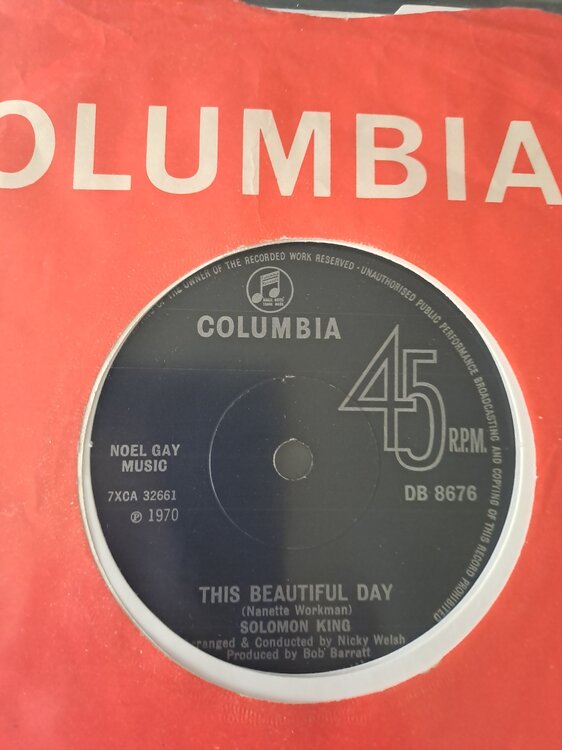 OLUMBIA
OF THE OWNER OF THE RECORDED WORK RESERVED · UNAUTHORISED PUBLIC PERFORMANCE BROADCASTING AND COPYING OF THIS RECORD PROHIBITED
COLUMBIA
45
R.P.M.
NOEL GAY
MUSIC
7XCA 32661
℗ 1970
DB 8676
THIS BEAUTIFUL DAY
(Nanette Workman)
SOLOMON KING
rranged & Conducted by Nicky Welsh
Produced by Bob Barratt